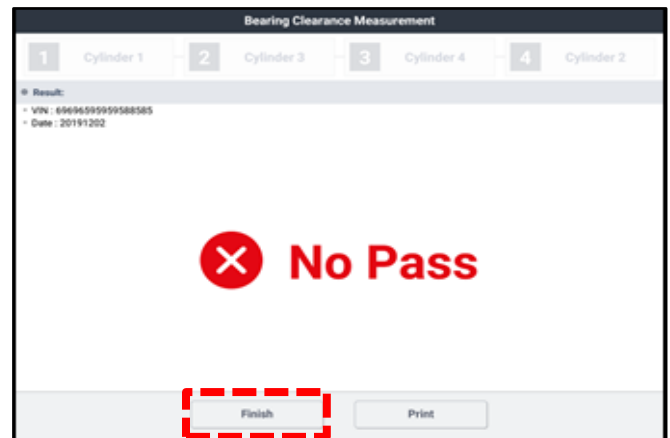 Bearing Clearance Measurement
1 Cylinder 1 2 Cylinder 3 3 Cylinder 4 4 Cylinder 2
Result:
VIN : 69696595959588585
Date : 20191202
No Pass
Finish Print